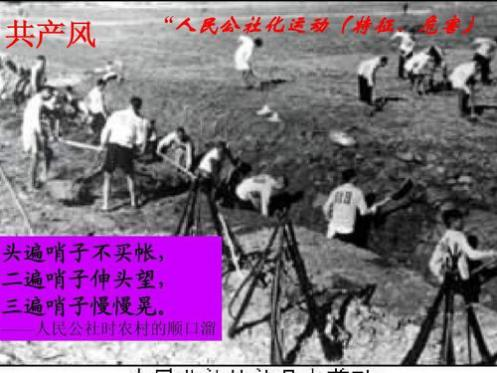 共产风
“人民公社化运动（特征、危害）
头遍哨子不买帐，
二遍哨子伸头望，
三遍哨子慢慢晃。
——人民公社时农村的顺口溜